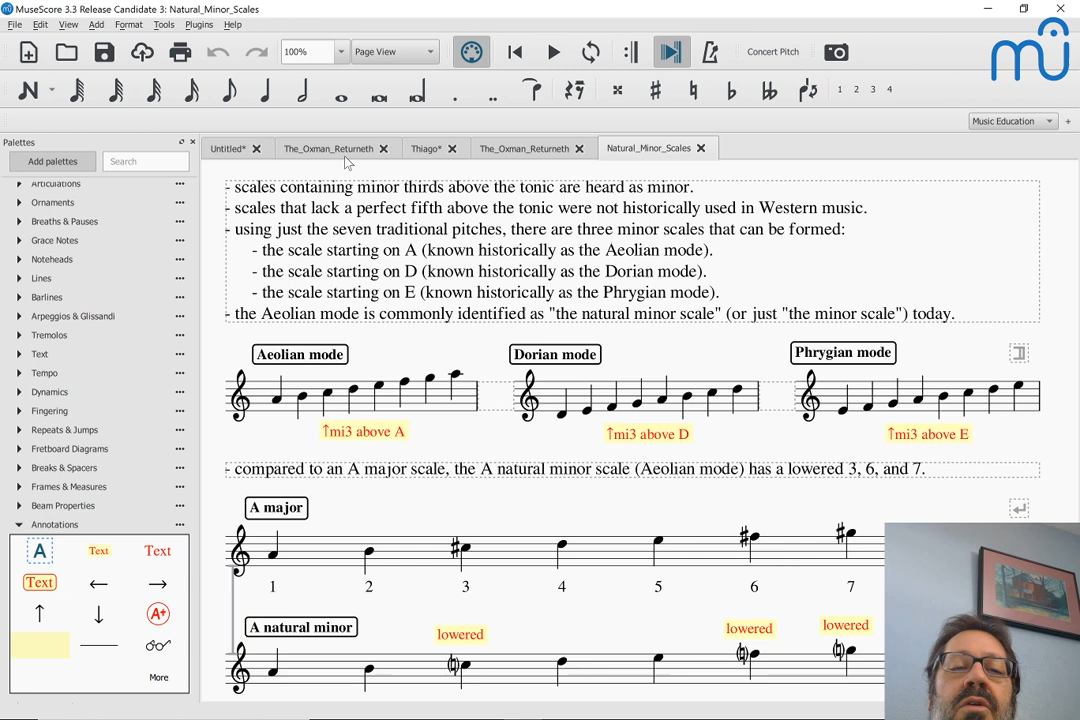 MuseScore 3.3 Release Candidate 3: Natural_Minor_Scales
File Edit View Add Format Tools Plugins Help
100% Page View Concert Pitch
mu
1 2 3 4
Music Education +
Palettes
Add palettes Search
Articulations
Ornaments
Breaths & Pauses
Grace Notes
Noteheads
Lines
Barlines
Arpeggios & Glissandi
Tremolos
Text
Tempo
Dynamics
Fingering
Repeats & Jumps
Fretboard Diagrams
Breaks & Spacers
Frames & Measures
Beam Properties
Annotations
A Text Text
Text ← →
↑ ↓ A+
More
Untitled* The_Oxman_Returneth Thiago* The_Oxman_Returneth Natural_Minor_Scales
- scales containing minor thirds above the tonic are heard as minor.
- scales that lack a perfect fifth above the tonic were not historically used in Western music.
- using just the seven traditional pitches, there are three minor scales that can be formed:
- the scale starting on A (known historically as the Aeolian mode).
- the scale starting on D (known historically as the Dorian mode).
- the scale starting on E (known historically as the Phrygian mode).
- the Aeolian mode is commonly identified as "the natural minor scale" (or just "the minor scale") today.
Aeolian mode Dorian mode Phrygian mode
↑mi3 above A ↑mi3 above D ↑mi3 above E
- compared to an A major scale, the A natural minor scale (Aeolian mode) has a lowered 3, 6, and 7.
A major
1 2 3 4 5 6 7
A natural minor
lowered lowered lowered